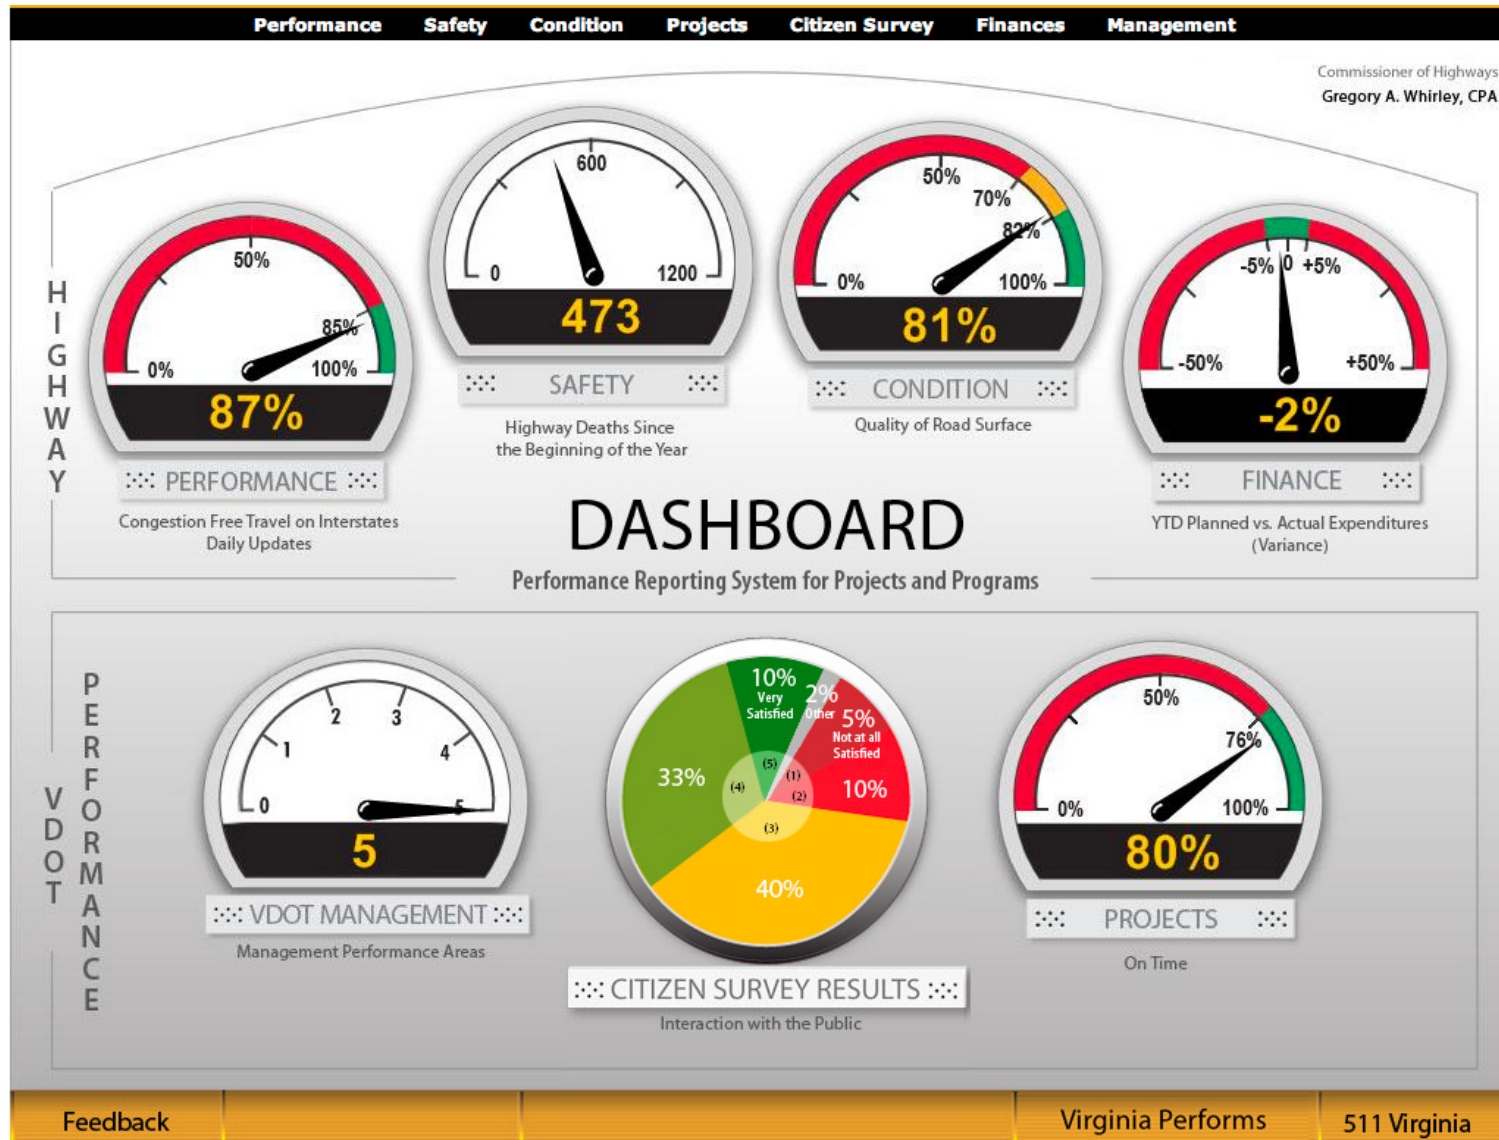 Performance Safety Condition Projects Citizen Survey Finances Management
Commissioner of Highways
Gregory A. Whirley, CPA
HIGHWAY
0%
50%
85%
100%
87%
PERFORMANCE
Congestion Free Travel on Interstates
Daily Updates
0
600
1200
473
SAFETY
Highway Deaths Since
the Beginning of the Year
0%
50%
70%
82%
100%
81%
CONDITION
Quality of Road Surface
-50%
-5%
0
+5%
+50%
-2%
FINANCE
YTD Planned vs. Actual Expenditures
(Variance)
DASHBOARD
Performance Reporting System for Projects and Programs
VDOT
PERFORMANCE
0
1
2
3
4
5
5
VDOT MANAGEMENT
Management Performance Areas
10%
Very
Satisfied
2%
Other
5%
Not at all
Satisfied
10%
40%
33%
(5)
(1)
(2)
(3)
(4)
CITIZEN SURVEY RESULTS
Interaction with the Public
0%
50%
76%
100%
80%
PROJECTS
On Time
Feedback Virginia Performs 511 Virginia